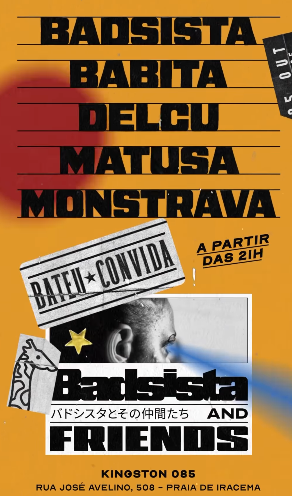 BADSISTA
OUT
BABITA
DELCU
MATUSA
MONSTRAVA
A PARTIR
DAS 21H
BATEU★CONVIDA
Badsista
バドシスタとその仲間たち AND
FRIENDS
KINGSTON 085
RUA JOSÉ AVELINO, 508 - PRAIA DE IRACEMA